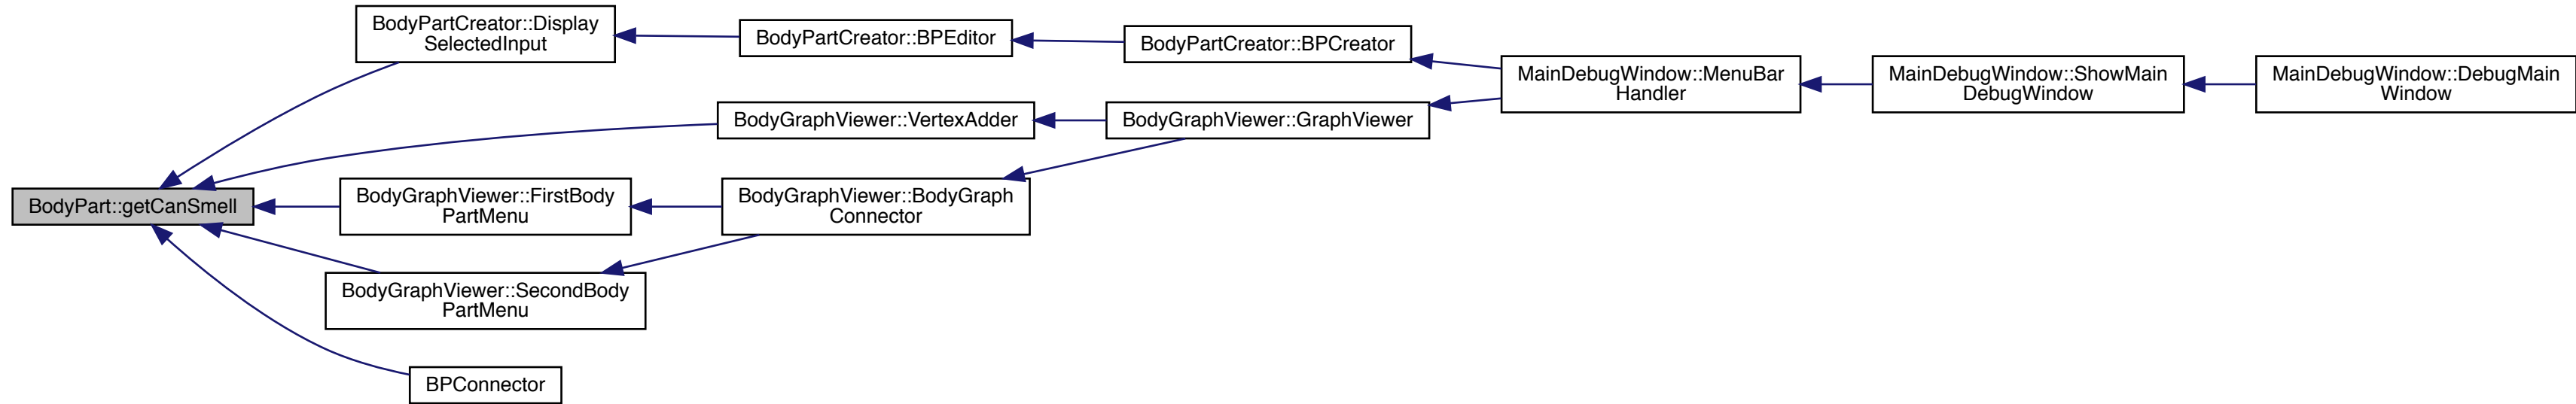 BodyPartCreator::Display
SelectedInput
BodyPartCreator::BPEditor
BodyPartCreator::BPCreator
MainDebugWindow::MenuBar
Handler
MainDebugWindow::ShowMain
DebugWindow
MainDebugWindow::DebugMain
Window
BodyGraphViewer::VertexAdder
BodyGraphViewer::GraphViewer
BodyPart::getCanSmell
BodyGraphViewer::FirstBody
PartMenu
BodyGraphViewer::BodyGraph
Connector
BodyGraphViewer::SecondBody
PartMenu
BPConnector